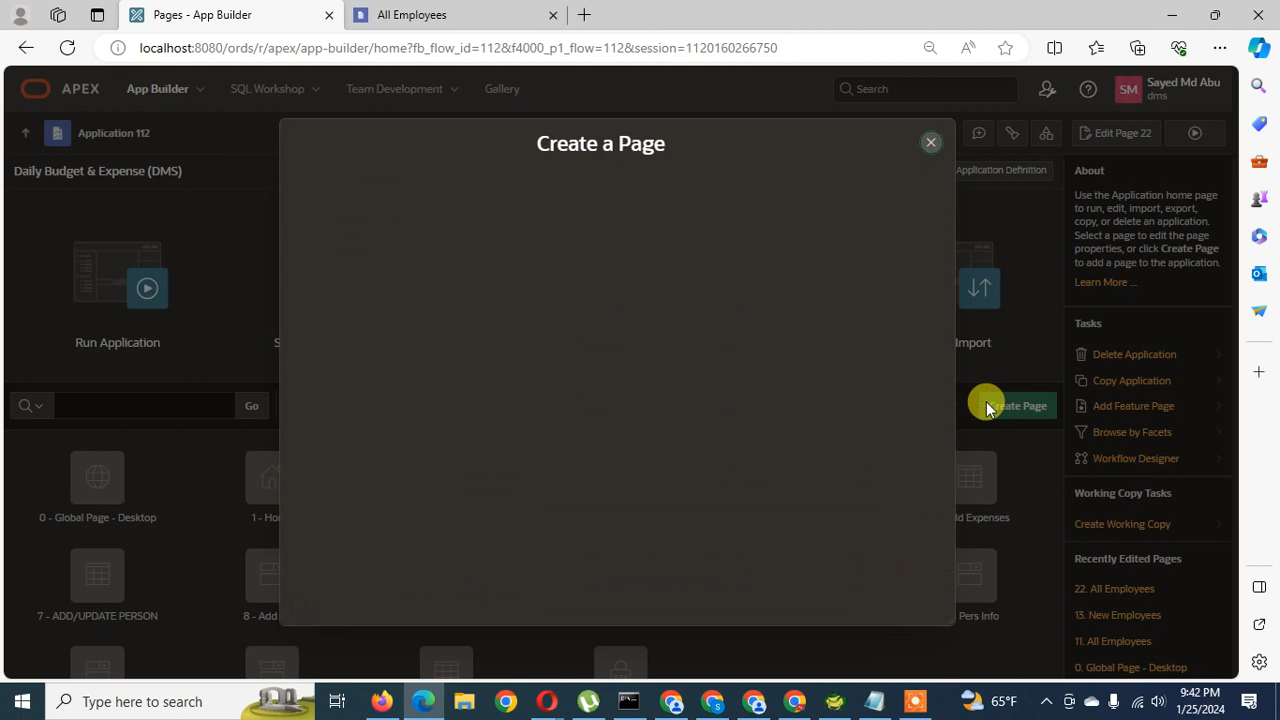 Pages - App Builder
All Employees
localhost:8080/ords/r/apex/app-builder/home?fb_flow_id=112&f4000_p1_flow=112&session=1120160266750
APEX
App Builder
SQL Workshop
Team Development
Gallery
Search
SM
Sayed Md Abu
dms
Application 112
Edit Page 22
Create a Page
Daily Budget & Expense (DMS)
Application Definition
About
Use the Application home page
to run, edit, import, export,
copy, or delete an application.
Select a page to edit the page
properties, or click Create Page
to add a page to the application.
Learn More ...
Run Application
Import
Tasks
Delete Application
Copy Application
Add Feature Page
Browse by Facets
Workflow Designer
Go
Create Page
0 - Global Page - Desktop
Expenses
Working Copy Tasks
Create Working Copy
Recently Edited Pages
22. All Employees
13. New Employees
11. All Employees
0. Global Page - Desktop
7 - ADD/UPDATE PERSON
8 - Add
Pers Info
Type here to search
65°F
9:42 PM
1/25/2024